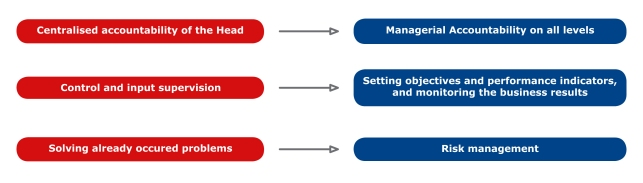 Centralised accountability of the Head
Managerial Accountability on all levels
Control and input supervision
Setting objectives and performance indicators,
and monitoring the business results
Solving already occured problems
Risk management